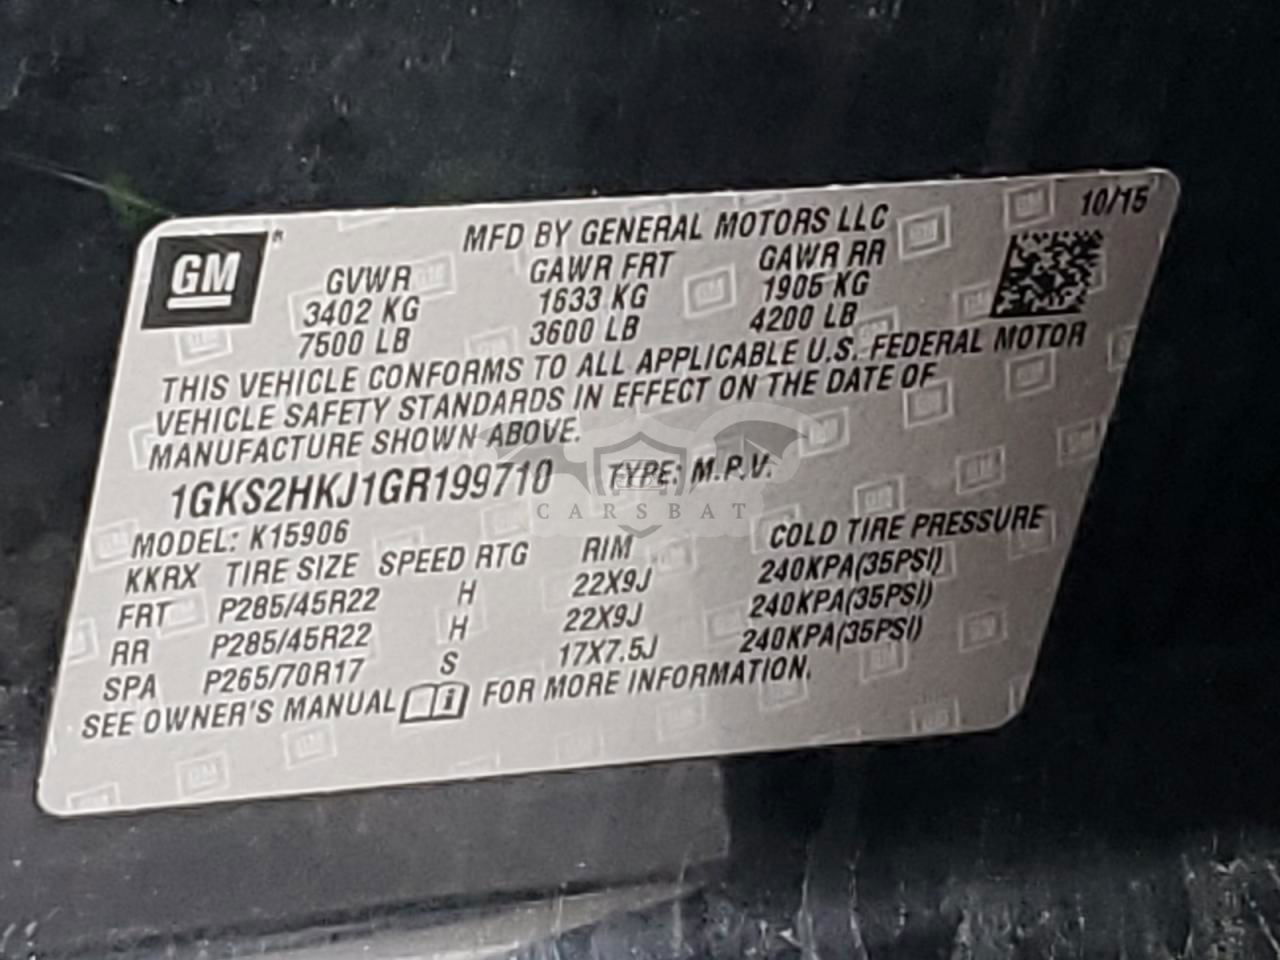 10/15
MFD BY GENERAL MOTORS LLC
GM
GVWR GAWR FRT GAWR RR
3402 KG 1633 KG 1905 KG
7500 LB 3600 LB 4200 LB
THIS VEHICLE CONFORMS TO ALL APPLICABLE U.S. FEDERAL MOTOR
VEHICLE SAFETY STANDARDS IN EFFECT ON THE DATE OF
MANUFACTURE SHOWN ABOVE.
1GKS2HKJ1GR199710 TYPE: M.P.V.
CARSBAT
MODEL: K15906
KKRX TIRE SIZE SPEED RTG RIM COLD TIRE PRESSURE
FRT P285/45R22 H 22X9J 240KPA(35PSI)
RR P285/45R22 H 22X9J 240KPA(35PSI)
SPA P265/70R17 S 17X7.5J 240KPA(35PSI)
SEE OWNER'S MANUAL FOR MORE INFORMATION.